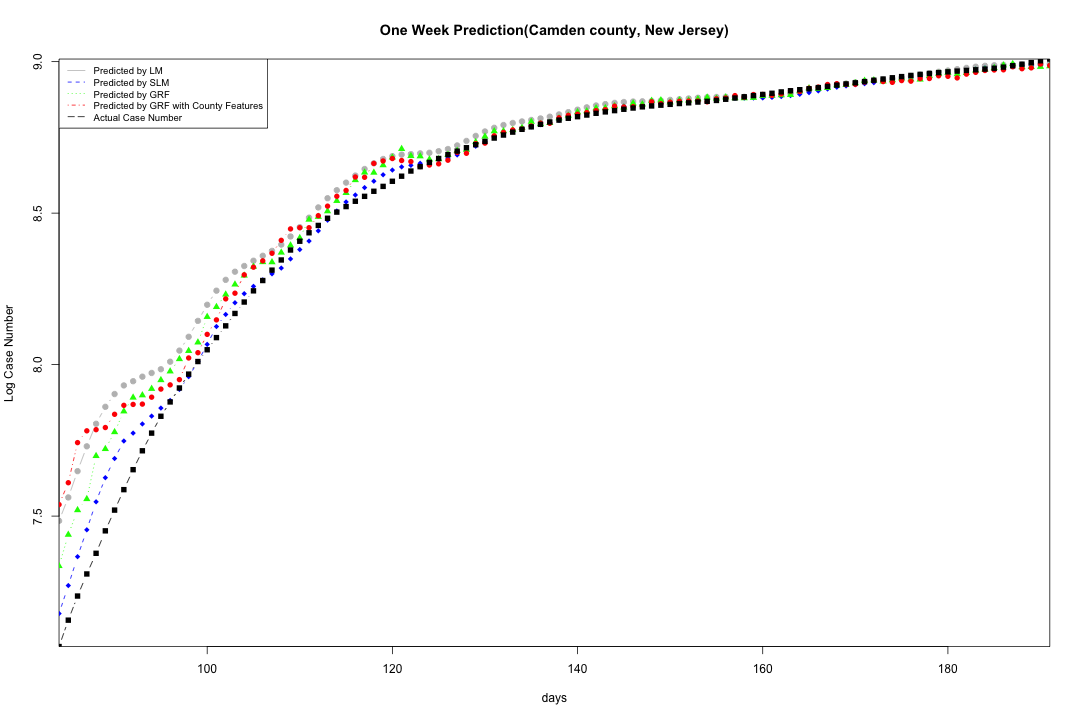 One Week Prediction(Camden county, New Jersey)
Predicted by LM
Predicted by SLM
Predicted by GRF
Predicted by GRF with County Features
Actual Case Number
Log Case Number
9.0
8.5
8.0
7.5
100 120 140 160 180
days